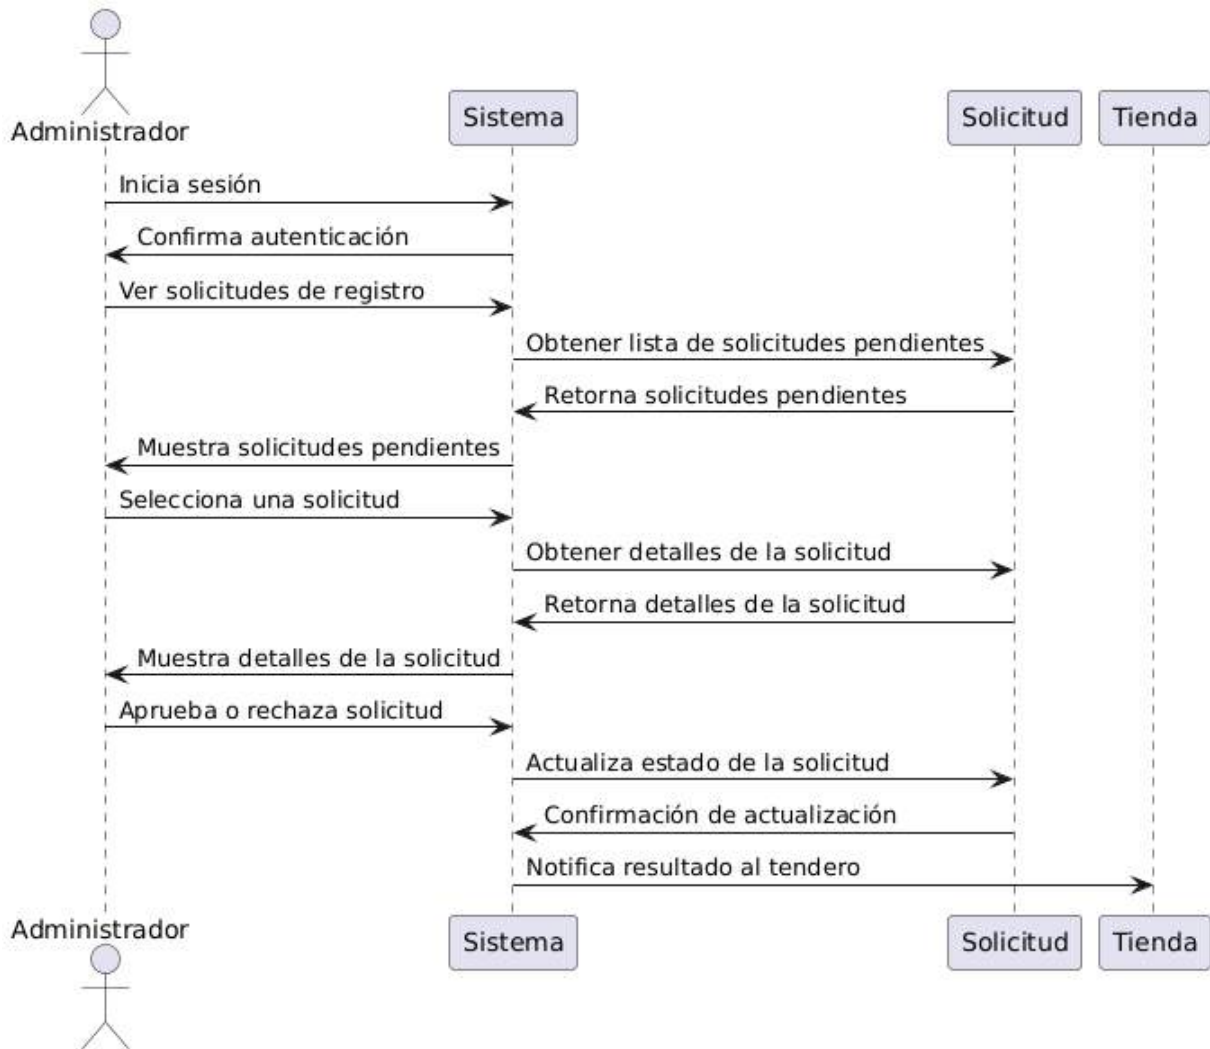 Administrador
Sistema
Solicitud
Tienda
Inicia sesión
Confirma autenticación
Ver solicitudes de registro
Obtener lista de solicitudes pendientes
Retorna solicitudes pendientes
Muestra solicitudes pendientes
Selecciona una solicitud
Obtener detalles de la solicitud
Retorna detalles de la solicitud
Muestra detalles de la solicitud
Aprueba o rechaza solicitud
Actualiza estado de la solicitud
Confirmación de actualización
Notifica resultado al tendero
Administrador
Sistema
Solicitud
Tienda